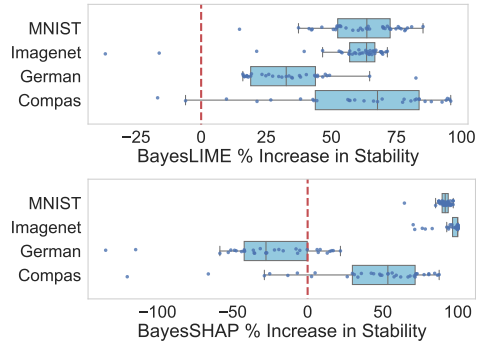 MNIST
Imagenet
German
Compas
−25 0 25 50 75 100
BayesLIME % Increase in Stability
MNIST
Imagenet
German
Compas
−100 −50 0 50 100
BayesSHAP % Increase in Stability